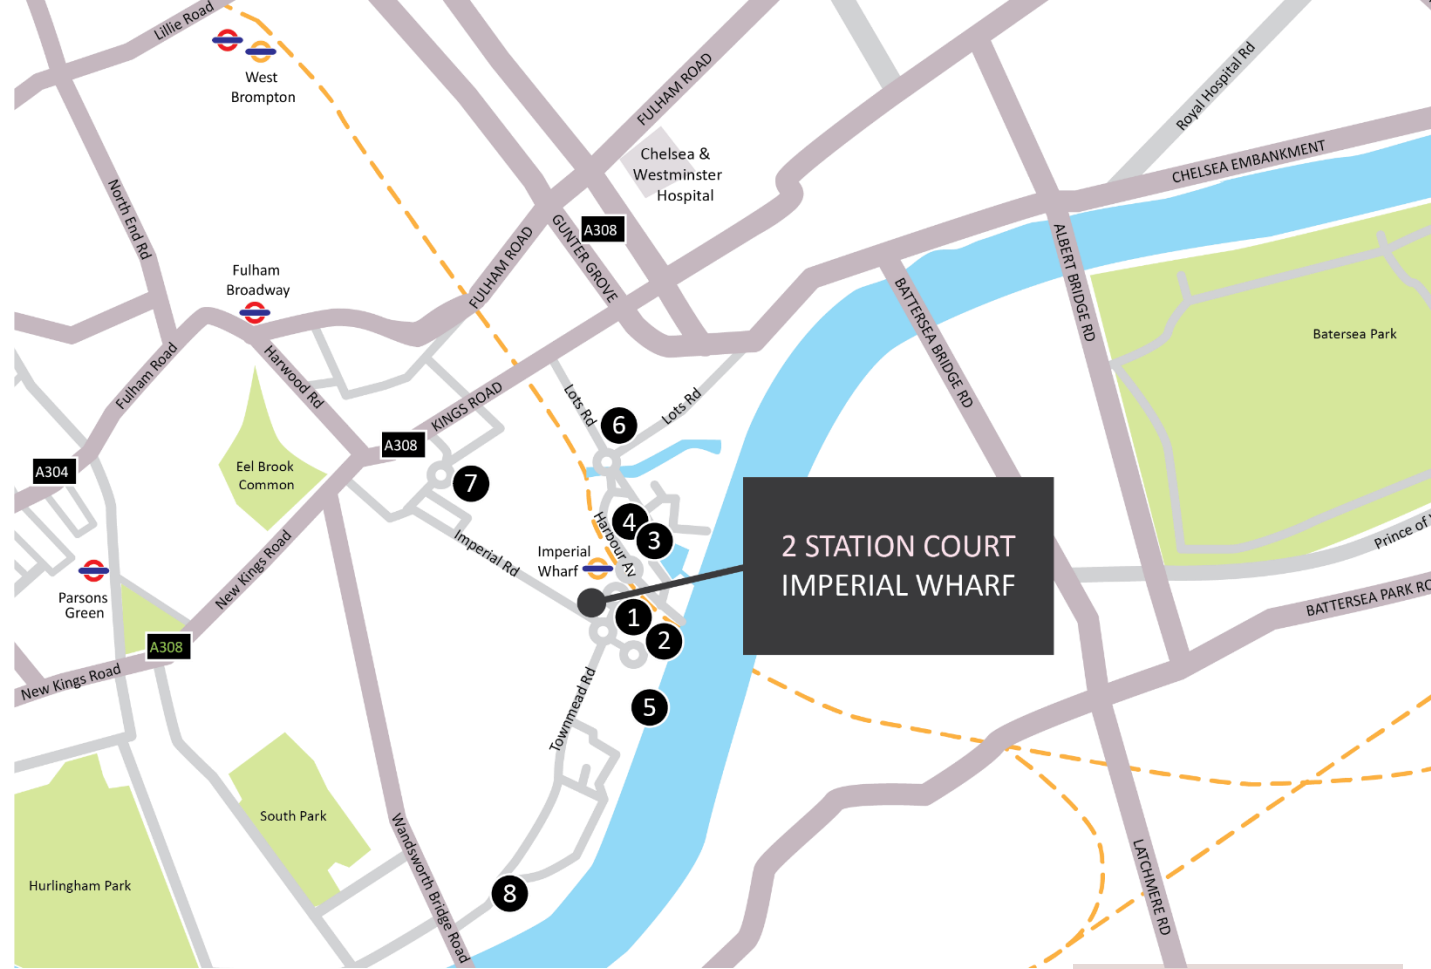 Lillie Road
West
Brompton
FULHAM ROAD
Royal Hospital Rd
Chelsea &
Westminster
Hospital
CHELSEA EMBANKMENT
North End Rd
A308
GUNTER GROVE
FULHAM ROAD
ALBERT BRIDGE RD
Fulham
Broadway
BATTERSEA BRIDGE RD
Batersea Park
Fulham Road
Harwood Rd
KINGS ROAD
Lots Rd
Lots Rd
6
A308
A304
Eel Brook
Common
7
4
3
Harbour Av
Imperial
Wharf
Imperial Rd
2 STATION COURT
IMPERIAL WHARF
Prince of
New Kings Road
Parsons
Green
1
2
BATTERSEA PARK RO
A308
New Kings Road
5
Townmead Rd
South Park
Wandsworth Bridge Road
Hurlingham Park
8
LATCHMERE RD